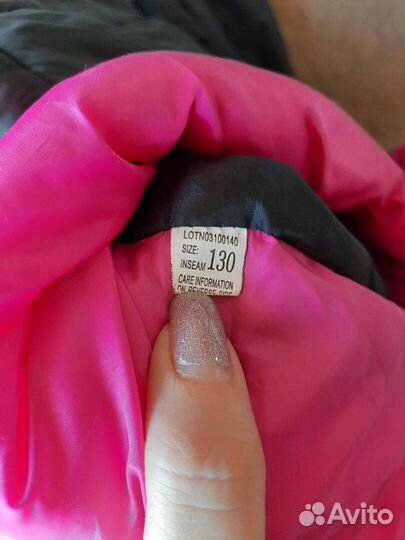 LOTN03100140
SIZE:
INSEAM 130
CARE INFORMATION
ON REVERSE SIDE
Avito